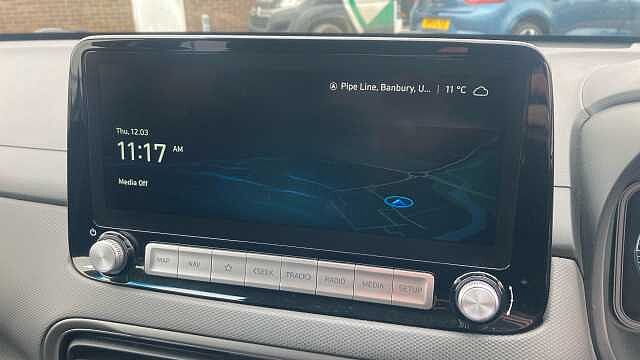 Pipe Line, Banbury, U... | 11 °C
Thu, 12.03
11:17 AM
Media Off
MAP NAV ☆ <SEEK TRACK> RADIO MEDIA SETUP